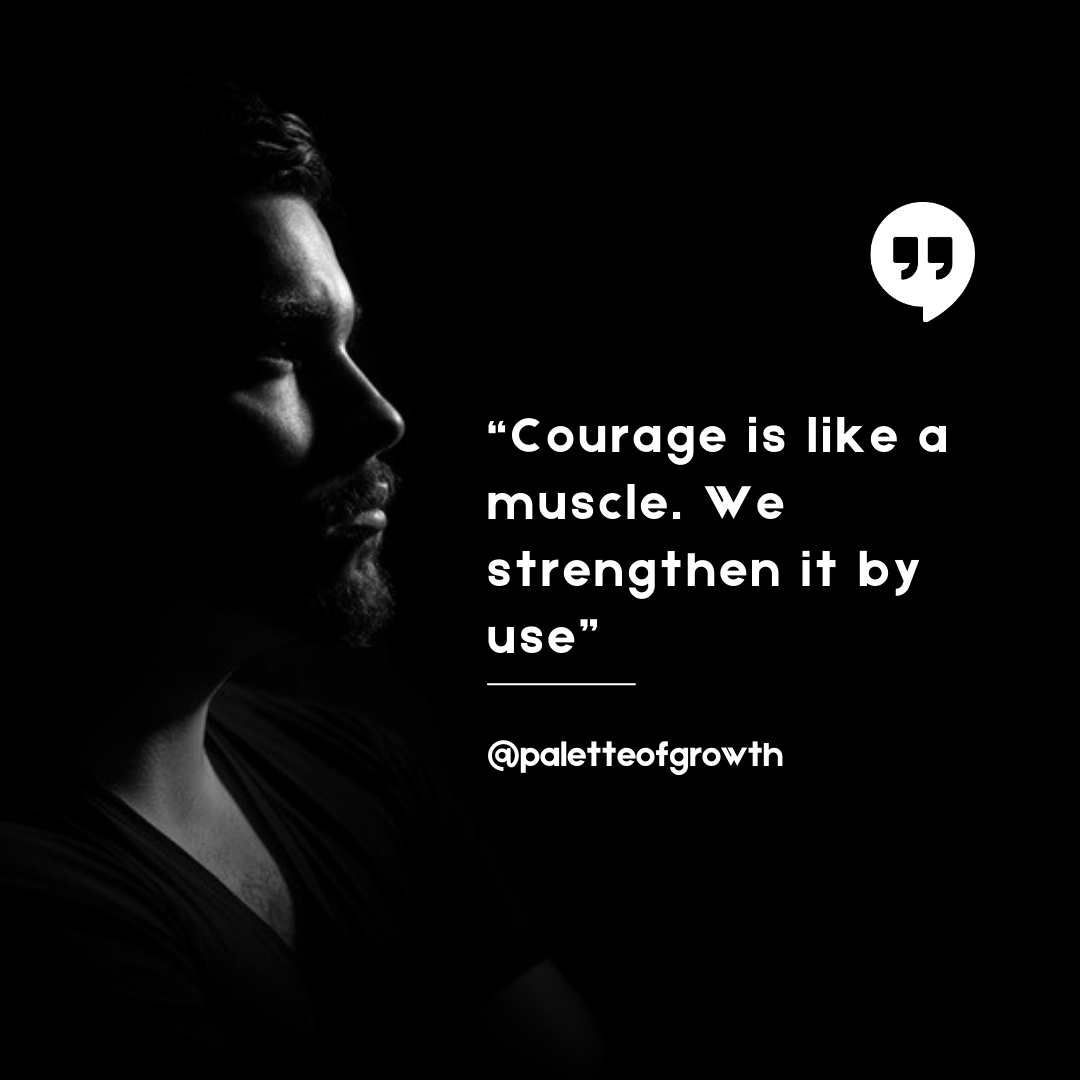 “Courage is like a
muscle. We
strengthen it by
use”
@paletteofgrowth